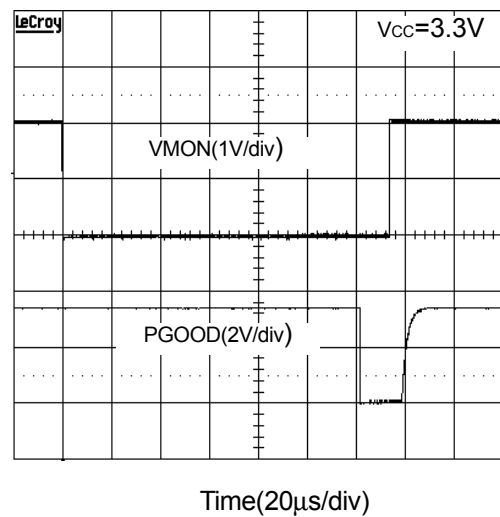 LeCroy
VCC=3.3V
VMON(1V/div)
PGOOD(2V/div)
Time(20μs/div)